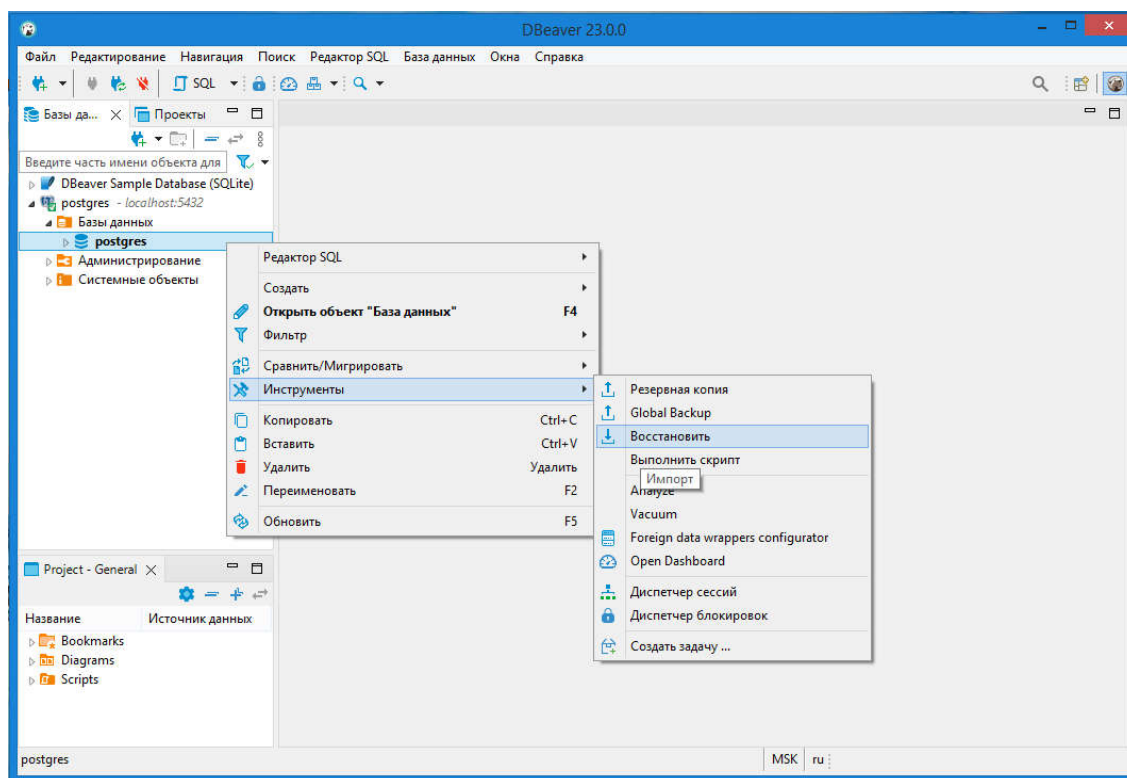 DBeaver 23.0.0
Файл Редактирование Навигация Поиск Редактор SQL База данных Окна Справка
SQL
Базы да... Проекты
Введите часть имени объекта для
DBeaver Sample Database (SQLite)
postgres - localhost:5432
Базы данных
postgres
Администрирование
Системные объекты
Редактор SQL
Создать
Открыть объект "База данных" F4
Фильтр
Сравнить/Мигрировать
Инструменты
Копировать Ctrl+C
Вставить Ctrl+V
Удалить Удалить
Переименовать F2
Обновить F5
Резервная копия
Global Backup
Восстановить
Выполнить скрипт
Импорт
Analyze
Vacuum
Foreign data wrappers configurator
Open Dashboard
Диспетчер сессий
Диспетчер блокировок
Создать задачу ...
Project - General
Название Источник данных
Bookmarks
Diagrams
Scripts
postgres MSK ru